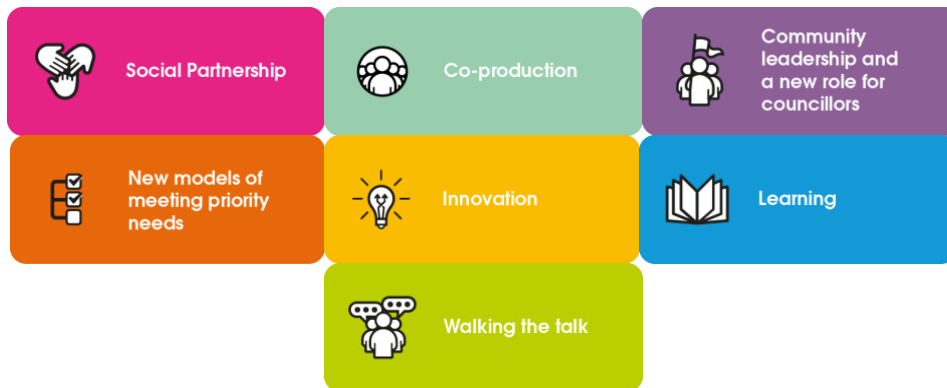 Social Partnership
Co-production
Community
leadership and
a new role for
councillors
New models of
meeting priority
needs
Innovation
Learning
Walking the talk